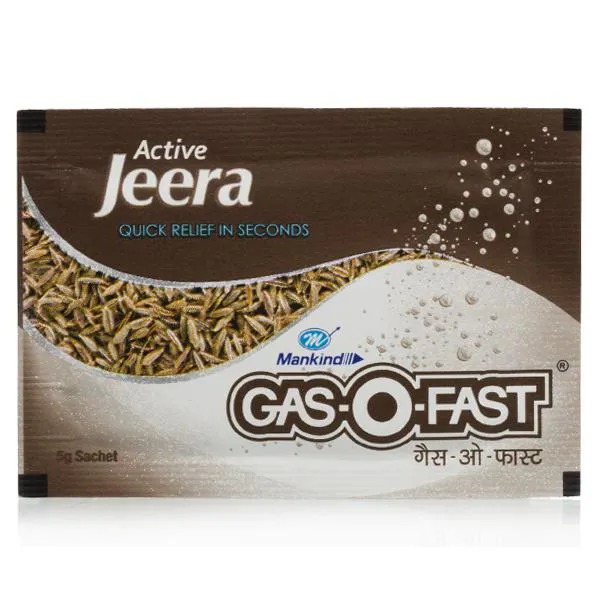 Active
Jeera
QUICK RELIEF IN SECONDS
m
Mankind
GAS-O-FAST®
गैस-ओ-फास्ट
5g Sachet